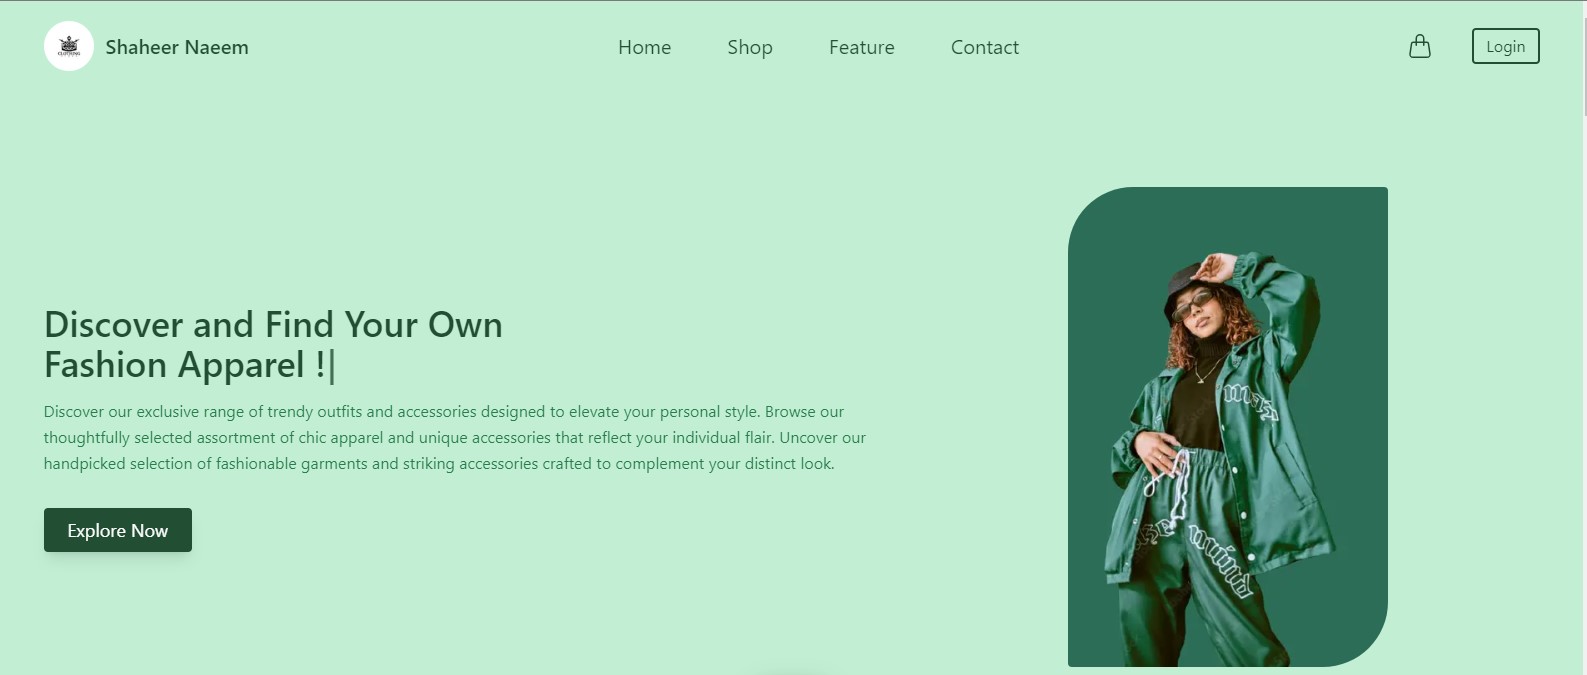 Shaheer Naeem
Home
Shop
Feature
Contact
Login
Discover and Find Your Own
Fashion Apparel !|
Discover our exclusive range of trendy outfits and accessories designed to elevate your personal style. Browse our
thoughtfully selected assortment of chic apparel and unique accessories that reflect your individual flair. Uncover our
handpicked selection of fashionable garments and striking accessories crafted to complement your distinct look.
Explore Now